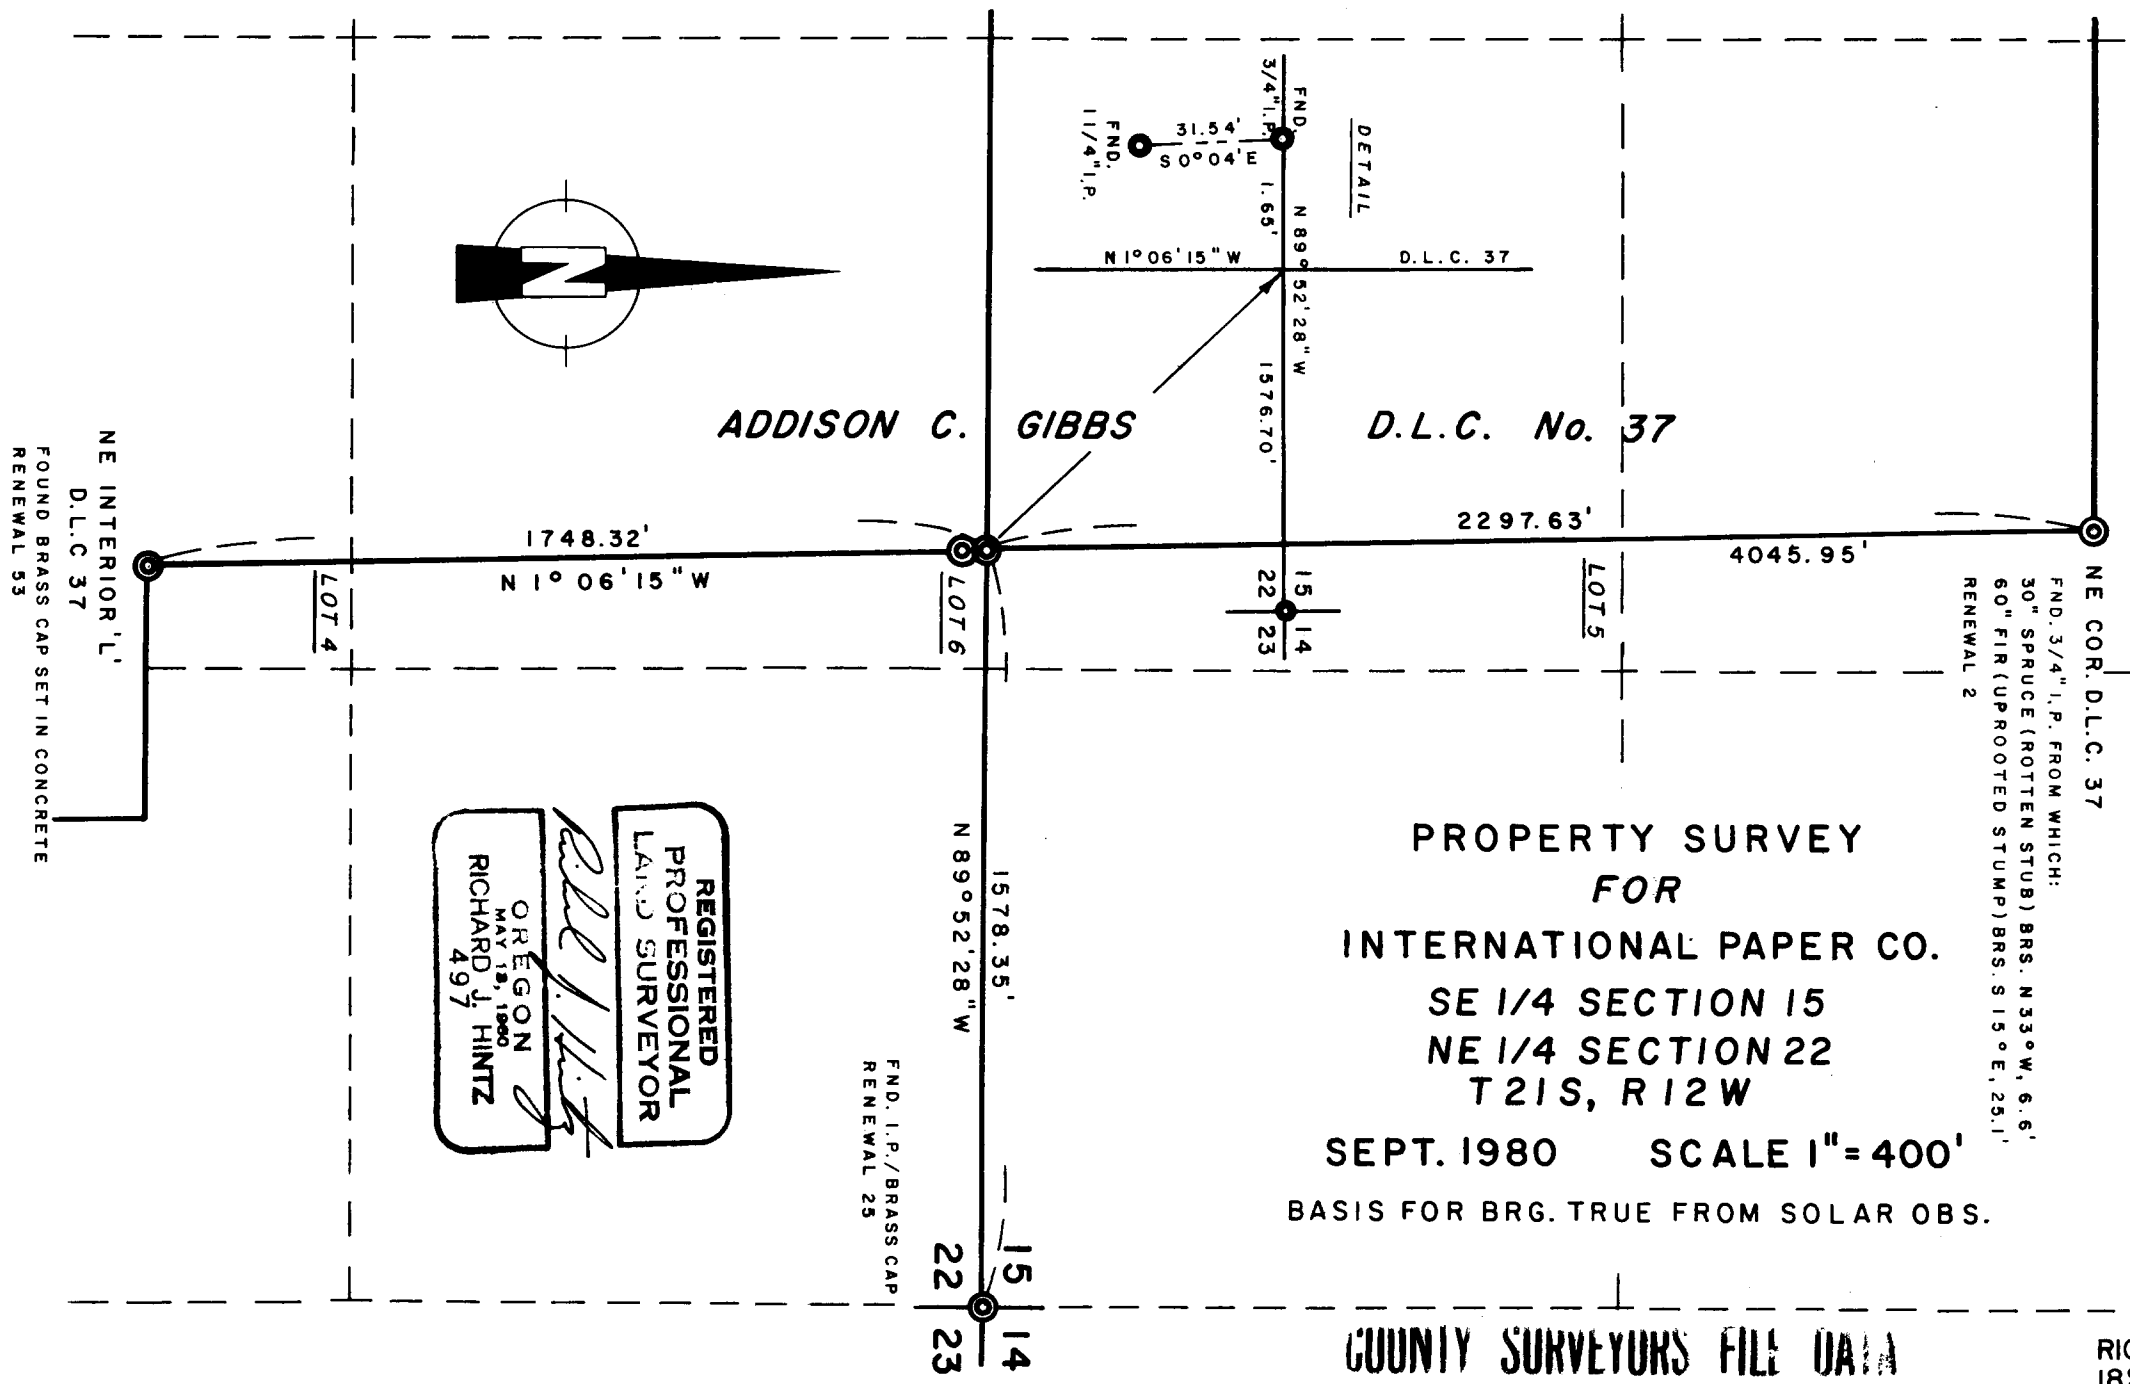 DETAIL
FND.
3/4" I.P.
31.54'
S 0° 04' E
FND.
1 1/4" I.P.
1.65'
N 89° 52' 28" W
N 1° 06' 15" W
D.L.C. 37
1576.70'
15 14
22 23
N
ADDISON C. GIBBS D.L.C. No. 37
NE INTERIOR 'L'
D.L.C 37
FOUND BRASS CAP SET IN CONCRETE
RENEWAL 53
1748.32'
N 1° 06' 15" W
2297.63'
4045.95'
LOT 4
LOT 6
LOT 5
NE COR. D.L.C. 37
FND. 3/4" I.P. FROM WHICH:
30" SPRUCE (ROTTEN STUB) BRS. N 33° W, 6.6'
60" FIR (UPROOTED STUMP) BRS. S 15° E, 25.1'
RENEWAL 2
1578.35'
N 89° 52' 28" W
FND. I.P./BRASS CAP
RENEWAL 25
15 14
22 23
REGISTERED
PROFESSIONAL
LAND SURVEYOR
Richard J. Hintz
OREGON
MAY 18, 1960
RICHARD J. HINTZ
497
PROPERTY SURVEY
FOR
INTERNATIONAL PAPER CO.
SE 1/4 SECTION 15
NE 1/4 SECTION 22
T 21 S, R 12 W
SEPT. 1980 SCALE 1" = 400'
BASIS FOR BRG. TRUE FROM SOLAR OBS.
COUNTY SURVEYORS FILE DATA